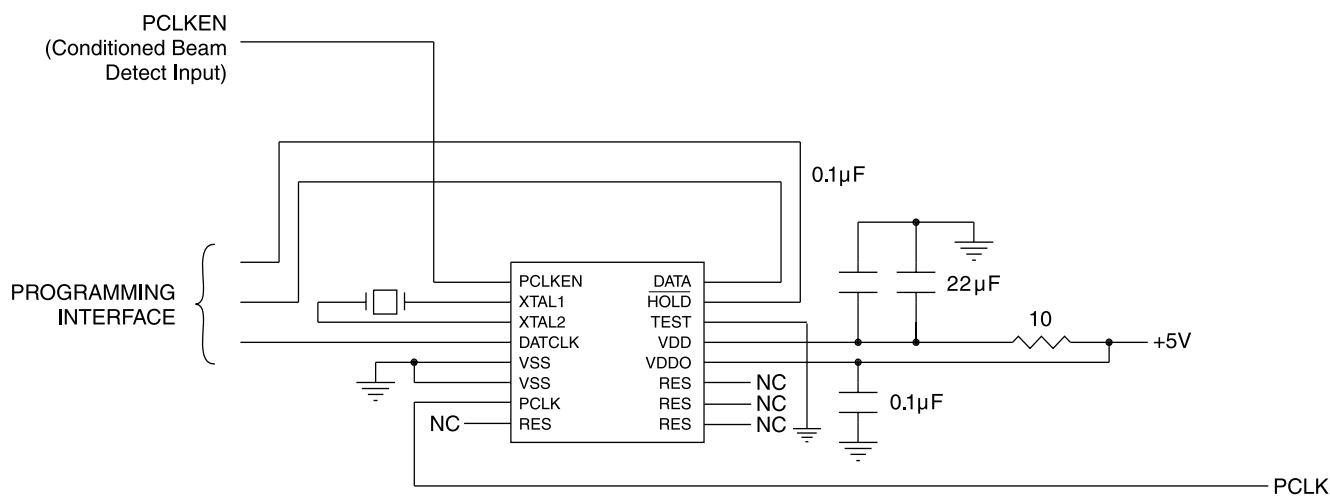 PCLKEN
(Conditioned Beam
Detect Input)
0.1µF
PROGRAMMING
INTERFACE
PCLKEN
XTAL1
XTAL2
DATCLK
VSS
VSS
PCLK
RES
DATA
HOLD
TEST
VDD
VDDO
RES
RES
RES
NC
NC
NC
NC
22µF
10
+5V
0.1µF
PCLK